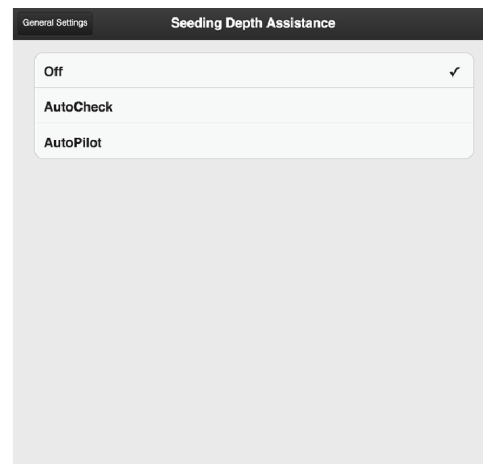 General Settings
Seeding Depth Assistance
Off
AutoCheck
AutoPilot